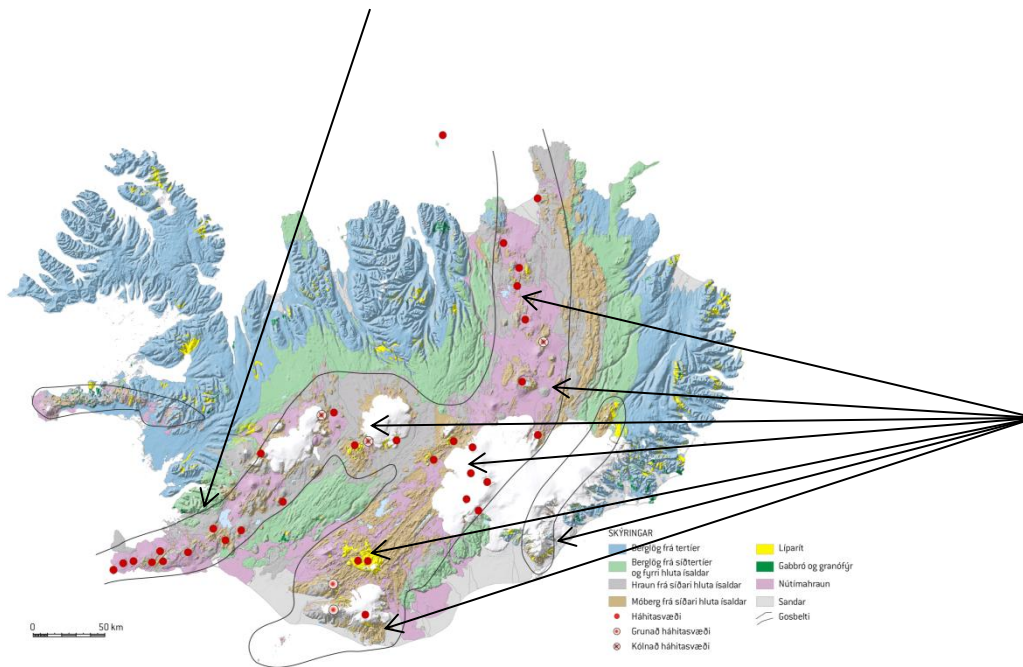 SKÝRINGAR
Berglög frá tertíer
Berglög frá síðtertíer
og fyrri hluta ísaldar
Hraun frá síðari hluta ísaldar
Móberg frá síðari hluta ísaldar
Háhitasvæði
Grunað háhitasvæði
Kólnað háhitasvæði
Líparít
Gabbró og granófýr
Nútímahraun
Sandar
Gosbelti
0 50 km